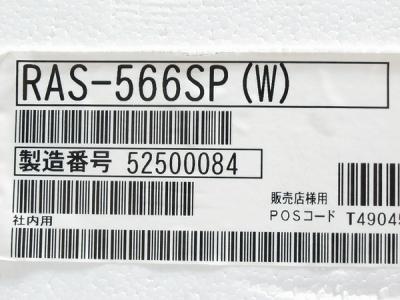 RAS-566SP(W)
製造番号 52500084
販売店様用
社内用
POSコード T49045